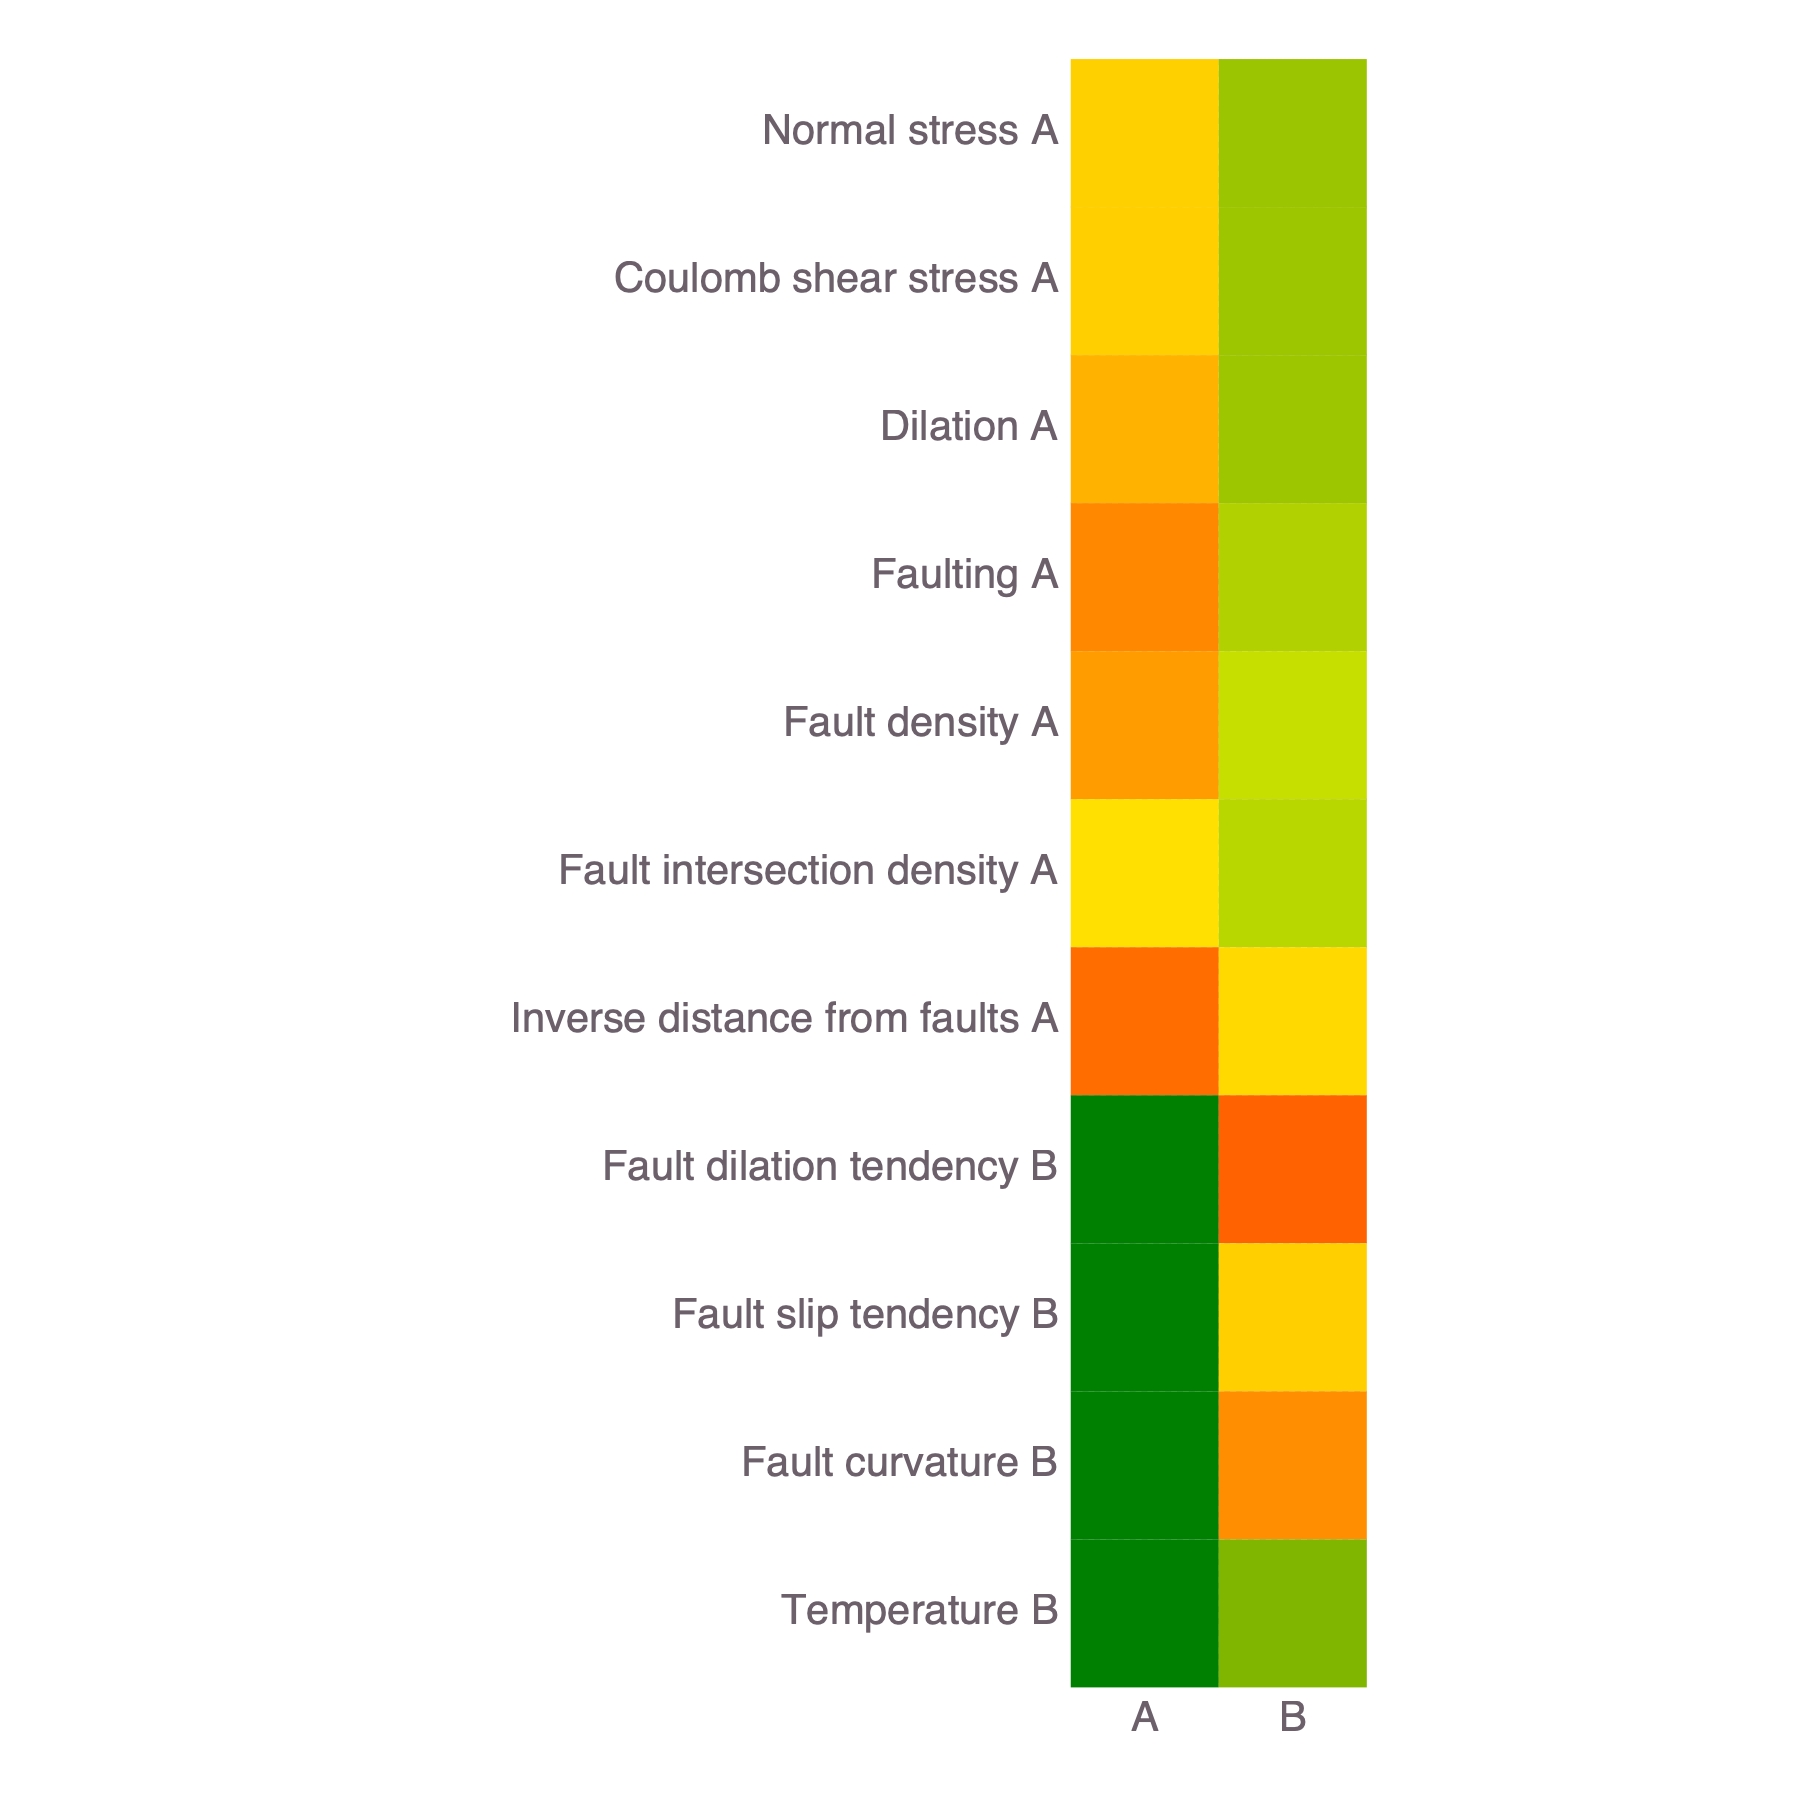 Normal stress A
Coulomb shear stress A
Dilation A
Faulting A
Fault density A
Fault intersection density A
Inverse distance from faults A
Fault dilation tendency B
Fault slip tendency B
Fault curvature B
Temperature B
A B